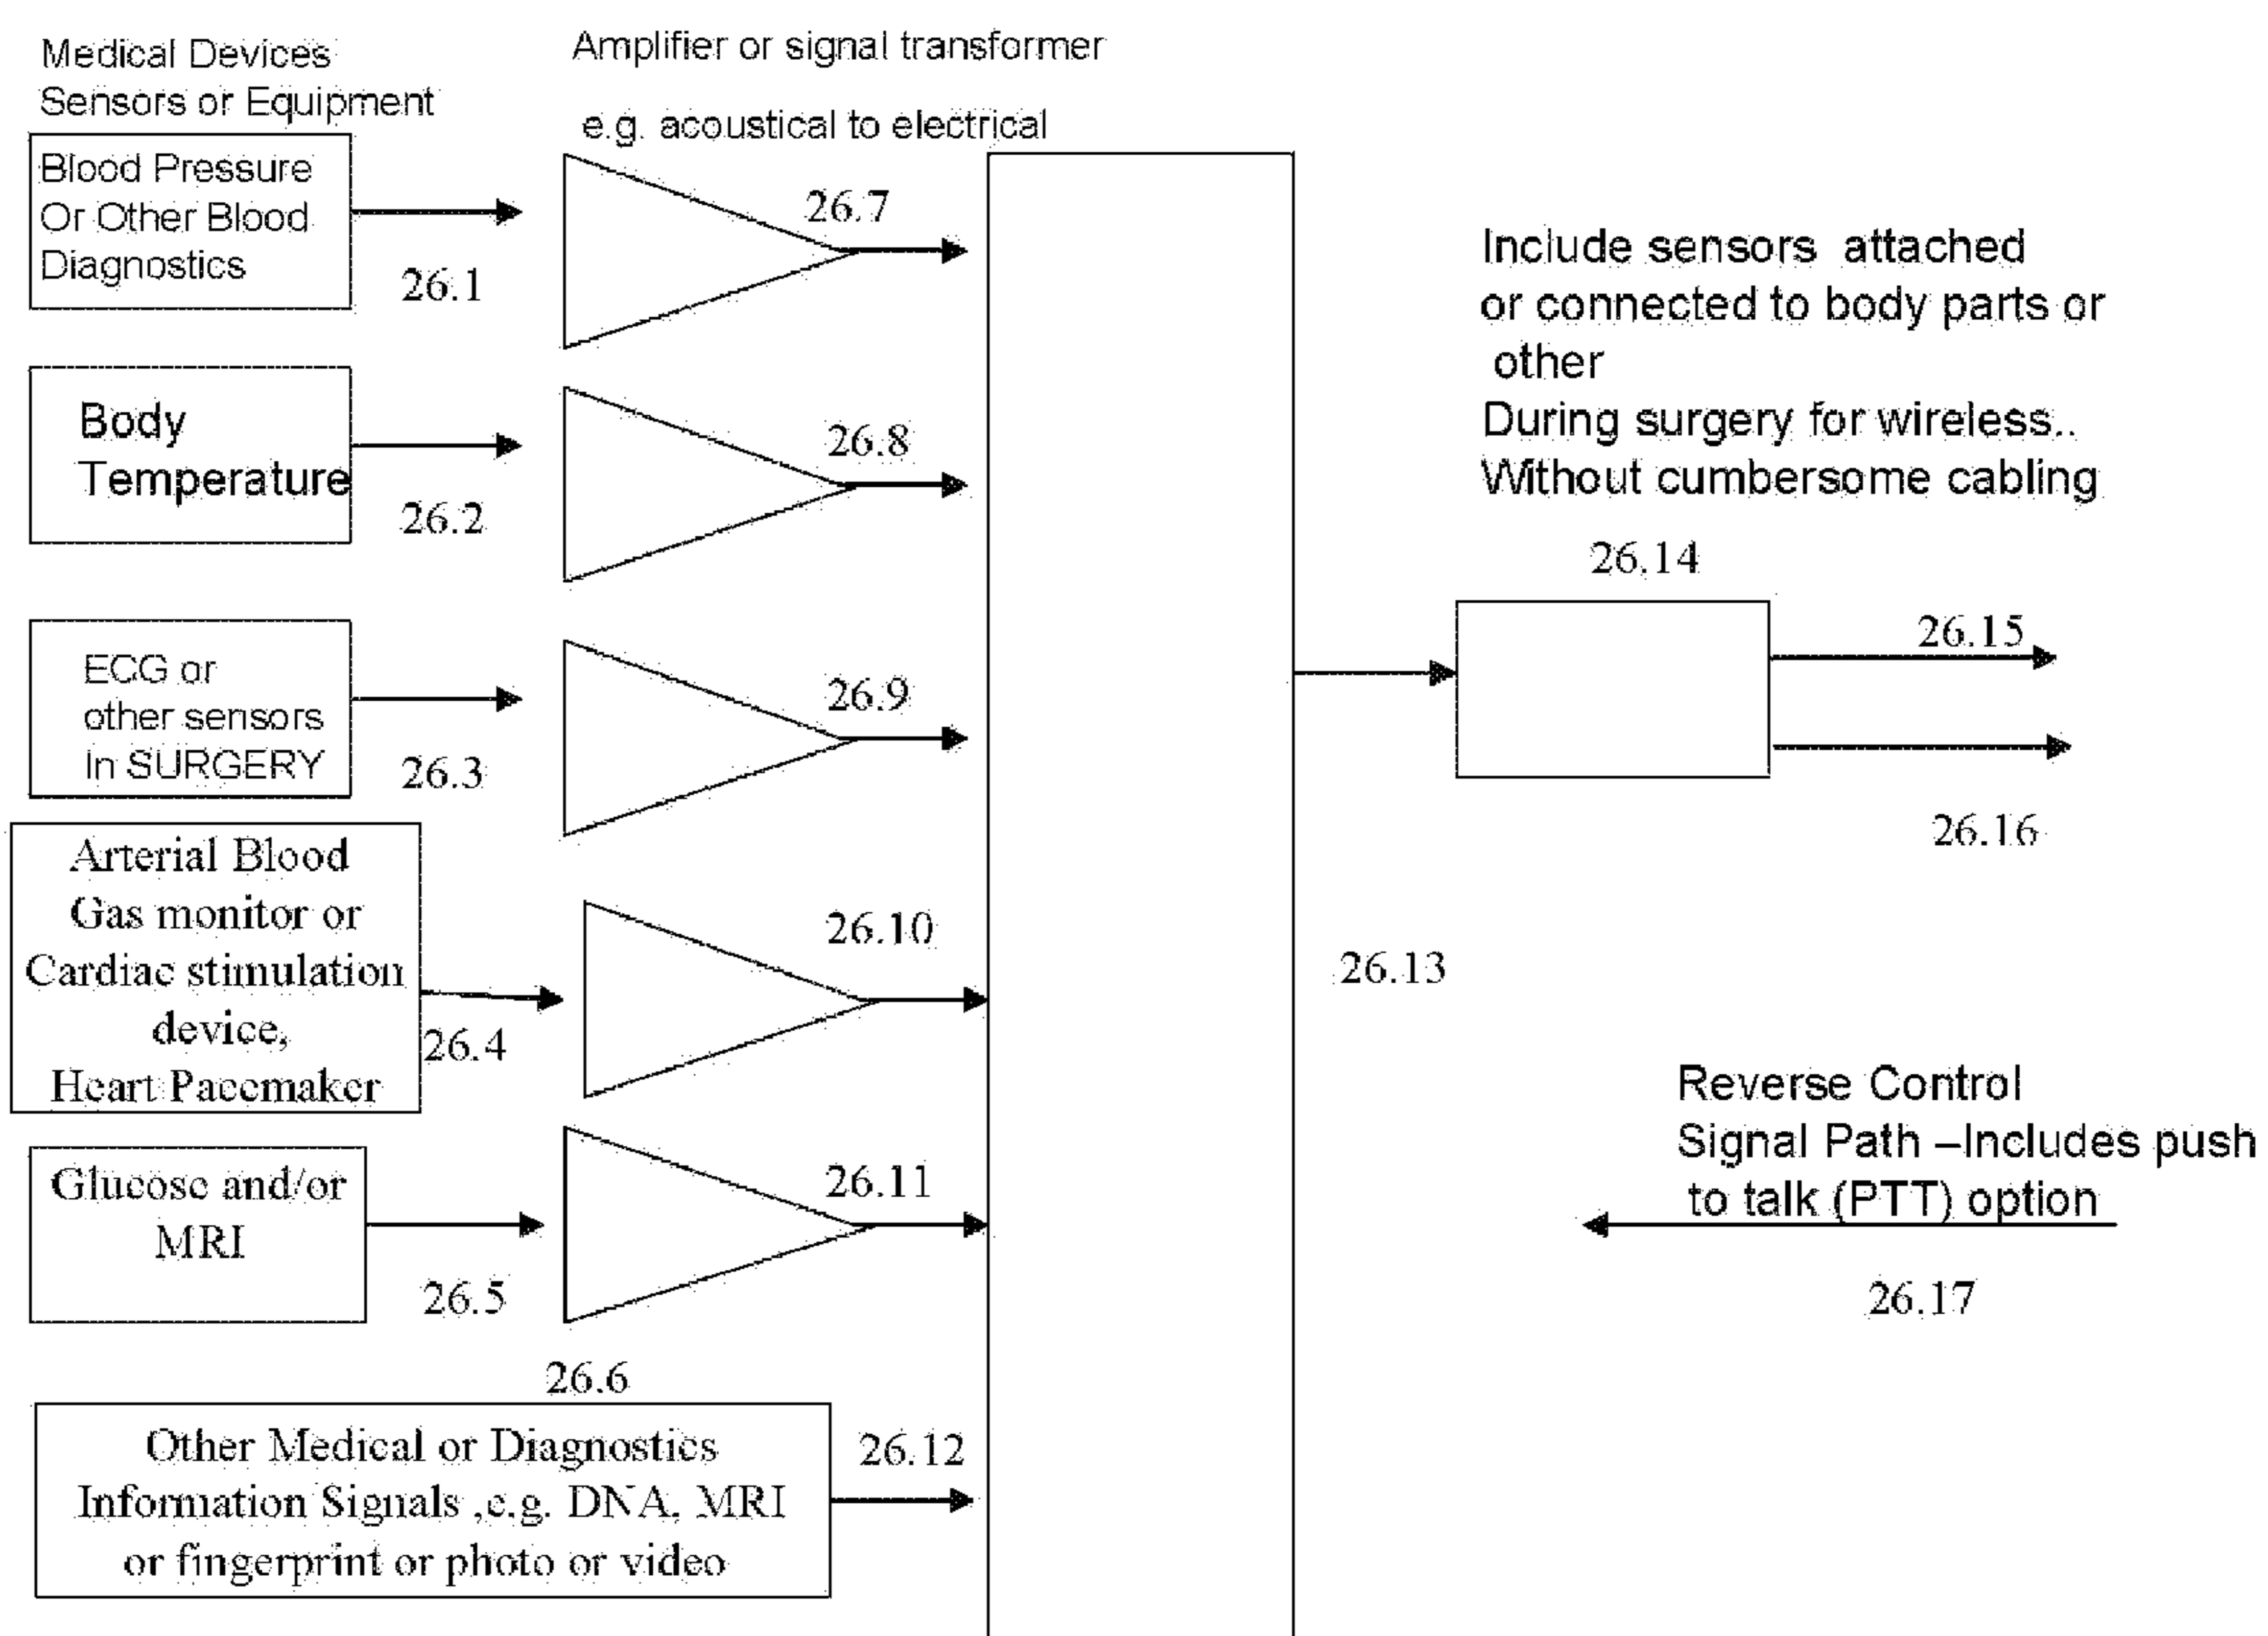 Medical Devices
Sensors or Equipment
Amplifier or signal transformer
e.g. acoustical to electrical
Blood Pressure
Or Other Blood
Diagnostics
26.1
26.7
Body
Temperature
26.2
26.8
ECG or
other sensors
In SURGERY
26.3
26.9
Arterial Blood
Gas monitor or
Cardiac stimulation
device,
Heart Pacemaker
26.4
26.10
Glucose and/or
MRI
26.5
26.11
26.6
Other Medical or Diagnostics
Information Signals ,e.g. DNA, MRI
or fingerprint or photo or video
26.12
Include sensors attached
or connected to body parts or
other
During surgery for wireless..
Without cumbersome cabling
26.14
26.15
26.16
26.13
Reverse Control
Signal Path –Includes push
to talk (PTT) option
26.17